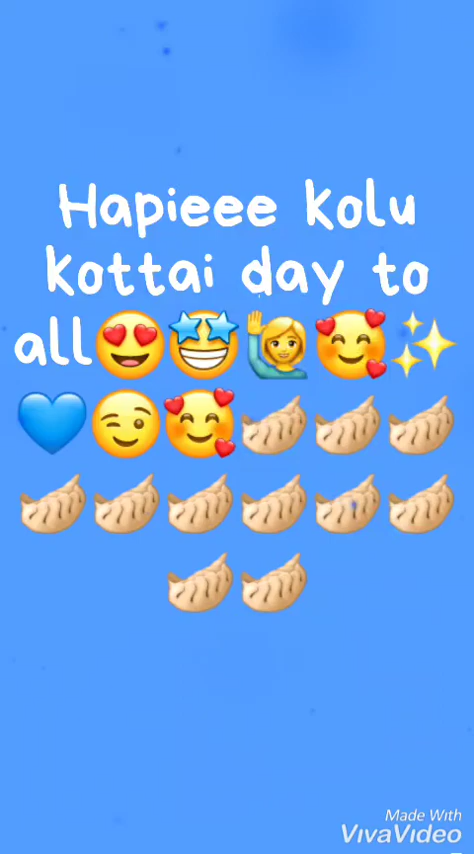 Hapieee kolu
kottai day to
all😍🤩🙋‍♀️🥰✨
💙😉🥰🥟🥟🥟
🥟🥟🥟🥟🥟🥟
🥟🥟
Made With
VivaVideo